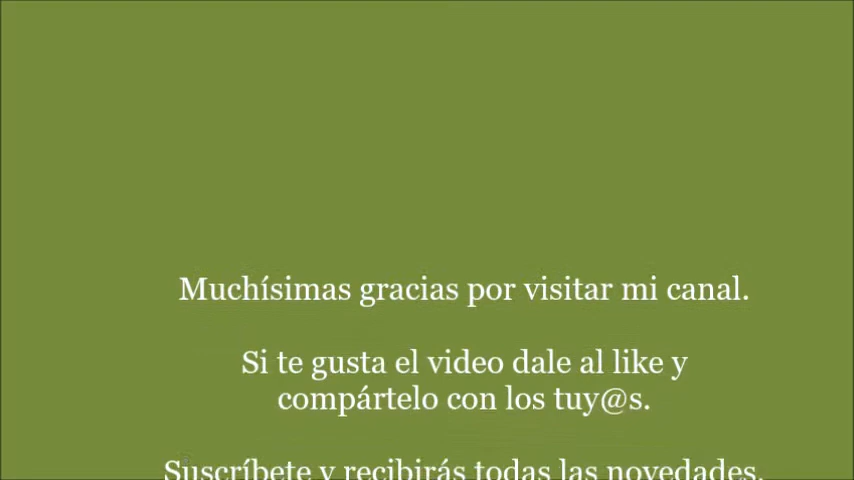 Muchísimas gracias por visitar mi canal.
Si te gusta el video dale al like y
compártelo con los tuy@s.
Suscríbete y recibirás todas las novedades.